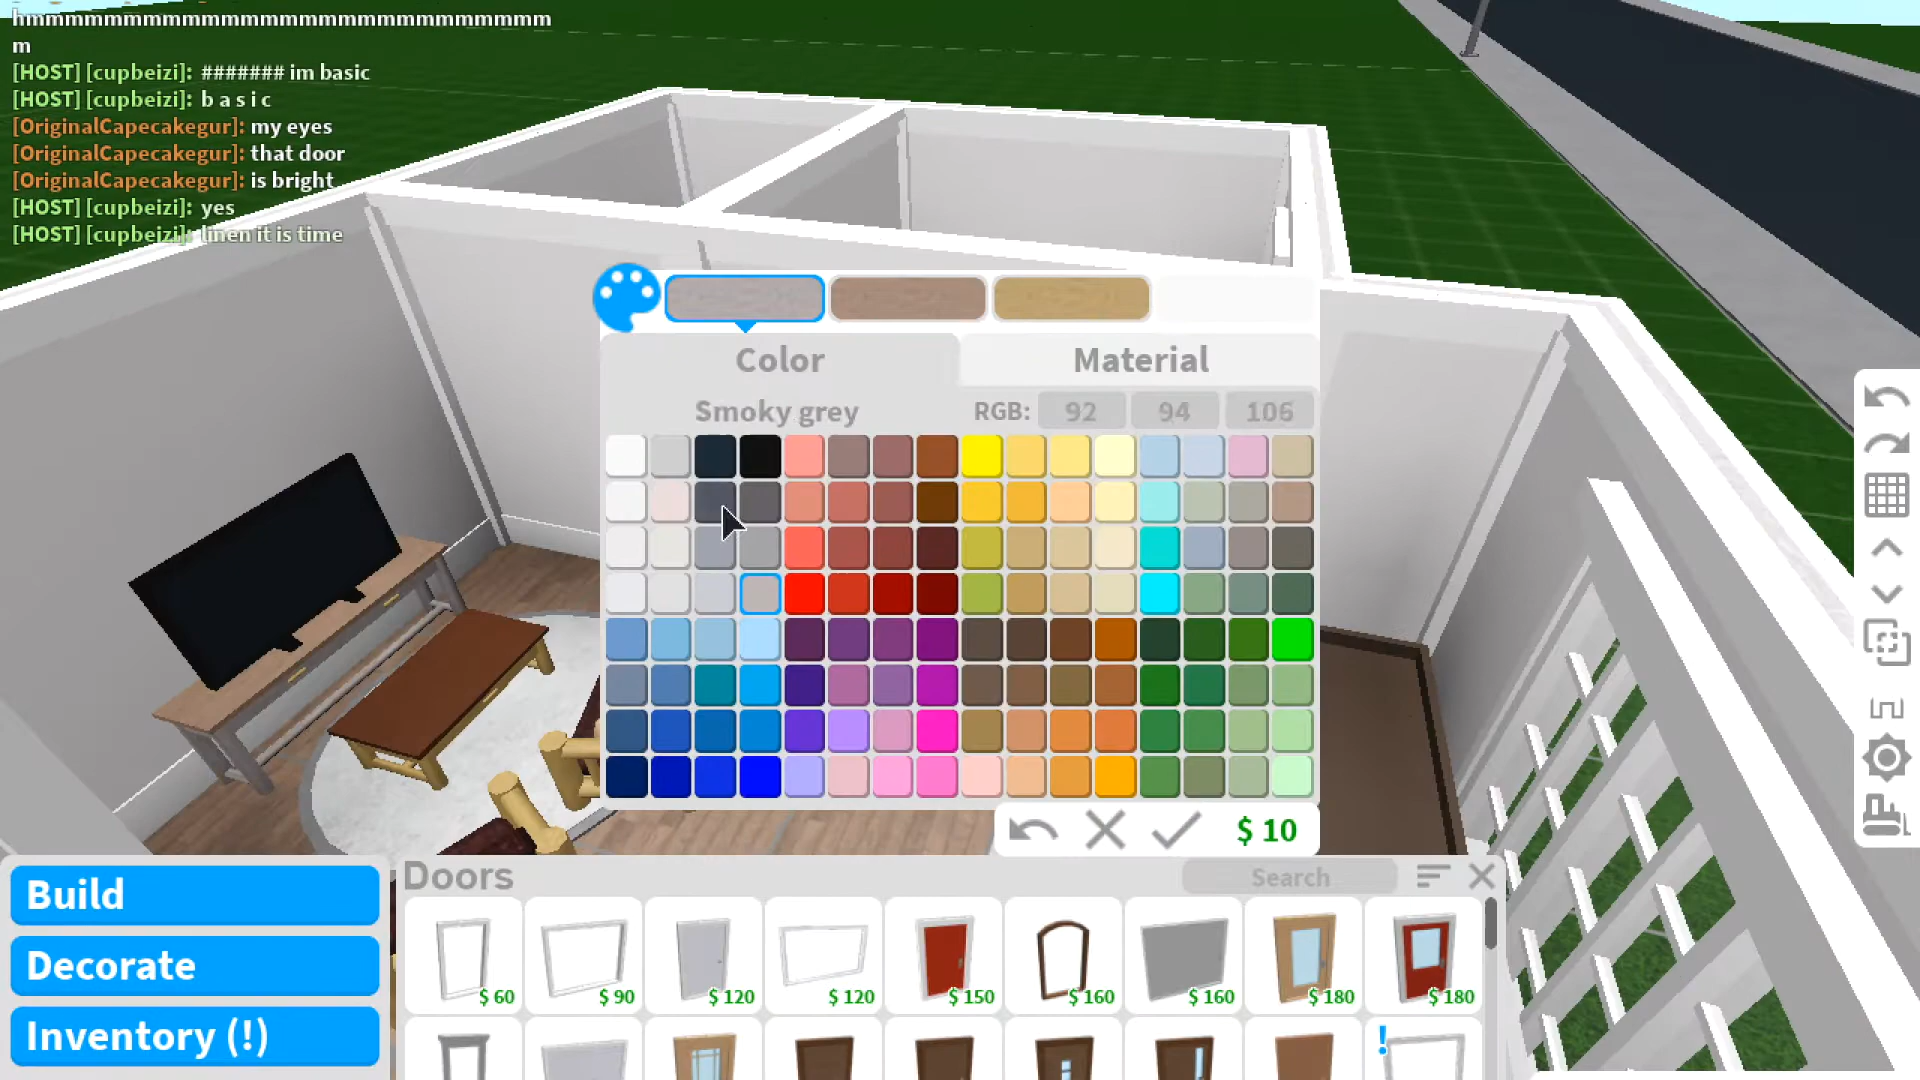 hmmmmmmmmmmmmmmmmmmmmmmmmmmm
m
[HOST] [cupbeizi]: ####### im basic
[HOST] [cupbeizi]: b a s i c
[OriginalCapecakegur]: my eyes
[OriginalCapecakegur]: that door
[OriginalCapecakegur]: is bright
[HOST] [cupbeizi]: yes
[HOST] [cupbeizi]: linen it is time
Color
Material
Smoky grey
RGB: 92 94 106
$ 10
Build
Decorate
Inventory (!)
Doors
Search
$ 60
$ 90
$ 120
$ 120
$ 150
$ 160
$ 160
$ 180
$ 180
!